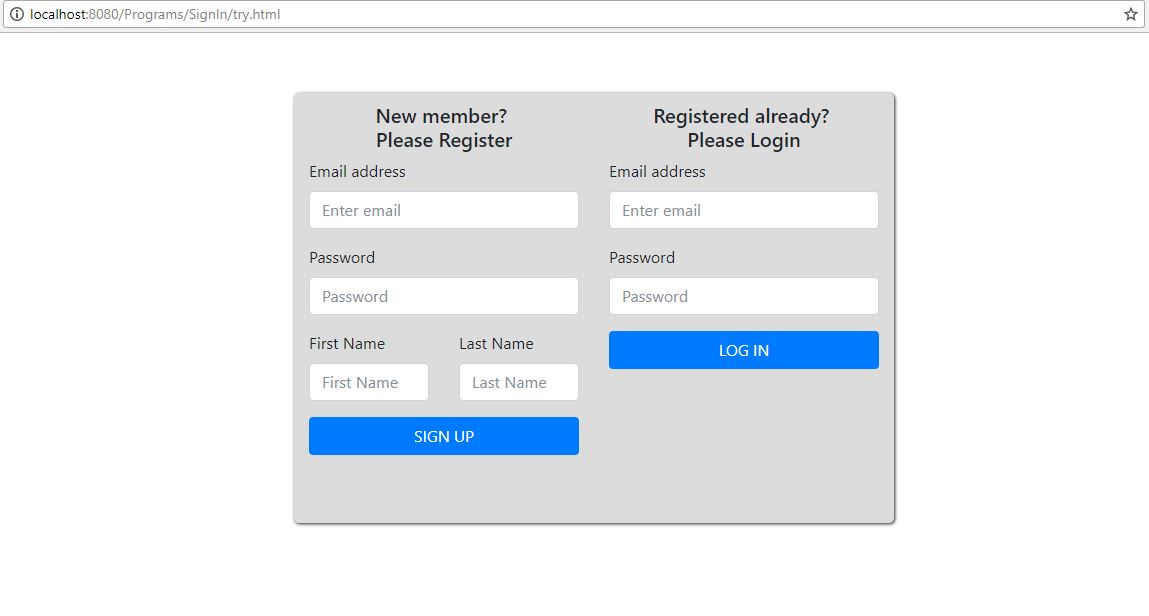 localhost:8080/Programs/SignIn/try.html
New member?
Please Register
Email address
Enter email
Password
Password
First Name Last Name
First Name Last Name
SIGN UP
Registered already?
Please Login
Email address
Enter email
Password
Password
LOG IN